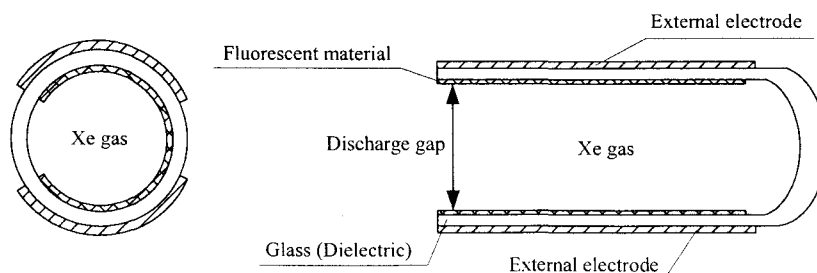 External electrode
Fluorescent material
Xe gas
Discharge gap
Xe gas
Glass (Dielectric)
External electrode